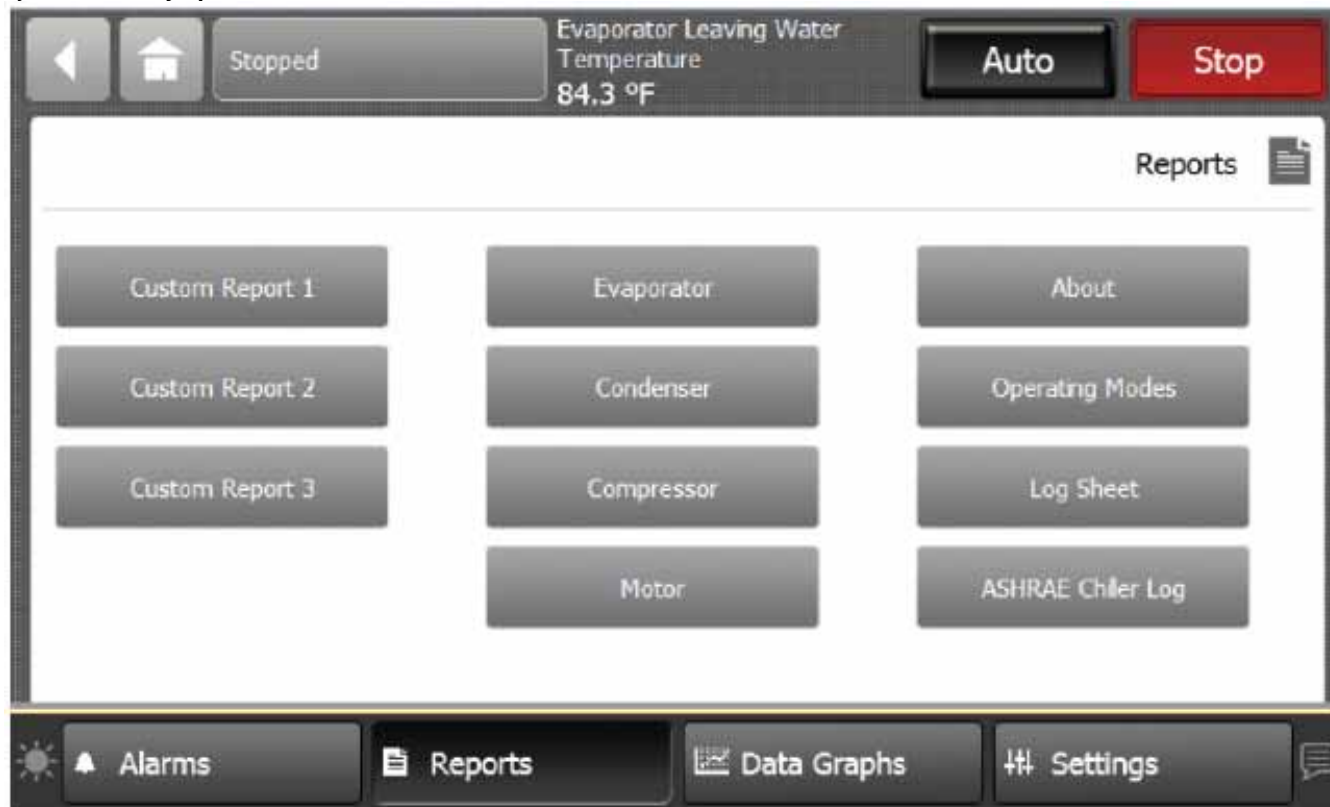 Stopped
Evaporator Leaving Water
Temperature
84.3 °F
Auto
Stop
Reports
Custom Report 1
Evaporator
About
Custom Report 2
Condenser
Operating Modes
Custom Report 3
Compressor
Log Sheet
Motor
ASHRAE Chiller Log
Alarms
Reports
Data Graphs
Settings